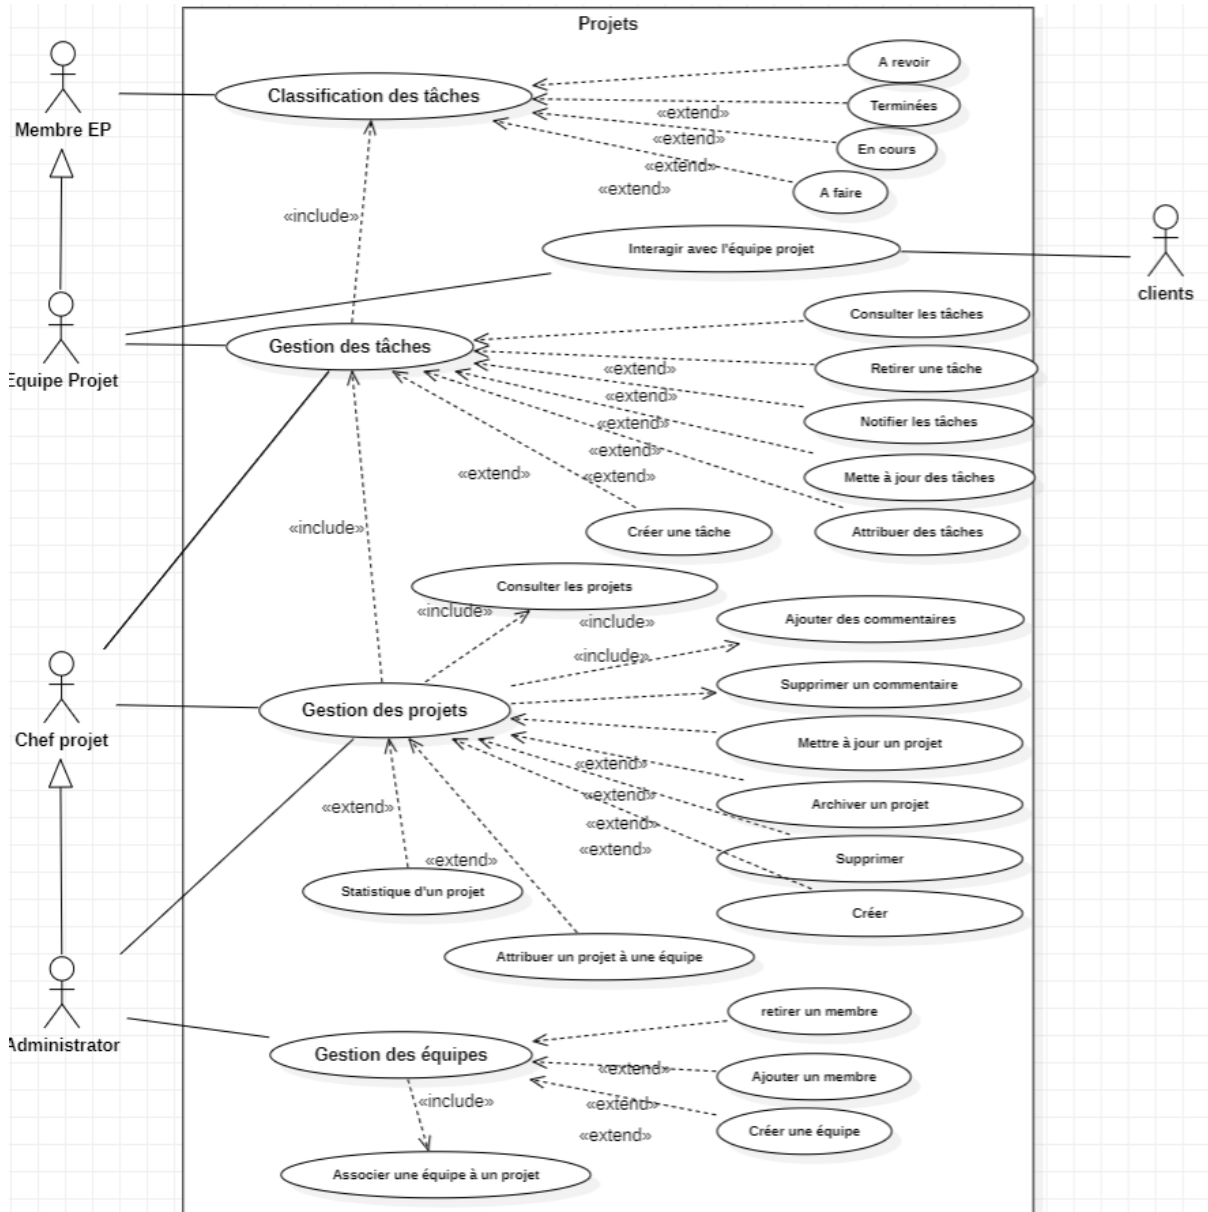 Projets
A revoir
Classification des tâches
Terminées
«extend»
Membre EP
«extend»
En cours
«extend»
«extend»
A faire
«include»
Interagir avec l'équipe projet
clients
Consulter les tâches
Gestion des tâches
«extend»
Retirer une tâche
Equipe Projet
«extend»
«extend»
Notifier les tâches
«extend»
«extend»
«extend»
Mette à jour des tâches
«include»
Créer une tâche
Attribuer des tâches
Consulter les projets
«include»
«include»
Ajouter des commentaires
«include»
Supprimer un commentaire
Gestion des projets
Chef projet
Mettre à jour un projet
«extend»
«extend»
«extend»
Archiver un projet
«extend»
«extend»
«extend»
Supprimer
Statistique d'un projet
Créer
Attribuer un projet à une équipe
retirer un membre
Administrator
Gestion des équipes
«extend»
Ajouter un membre
«include»
«extend»
«extend»
Créer une équipe
Associer une équipe à un projet